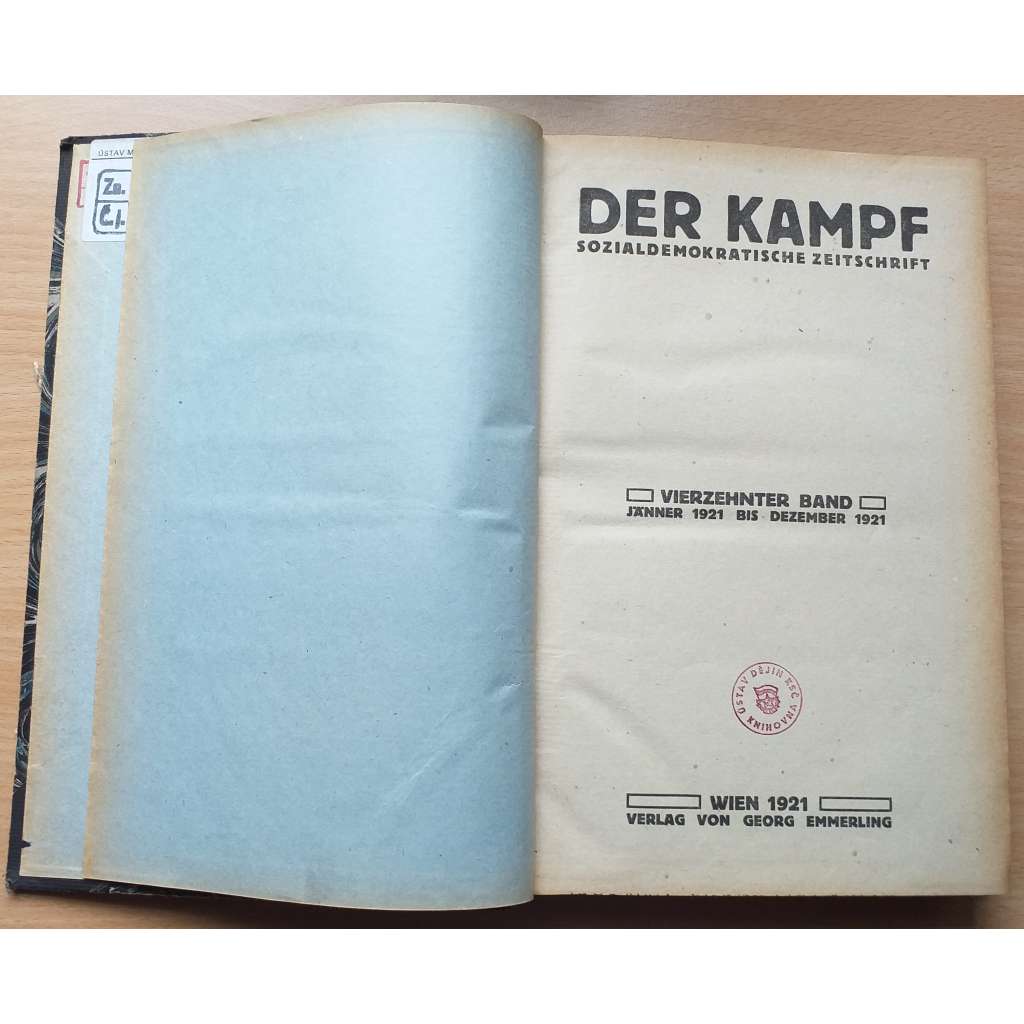 ÚSTAV M
Zn.
Č.j.
DER KAMPF
SOZIALDEMOKRATISCHE ZEITSCHRIFT
VIERZEHNTER BAND
JÄNNER 1921 BIS DEZEMBER 1921
ÚSTAV DĚJIN KSČ
KNIHOVNA
WIEN 1921
VERLAG VON GEORG EMMERLING